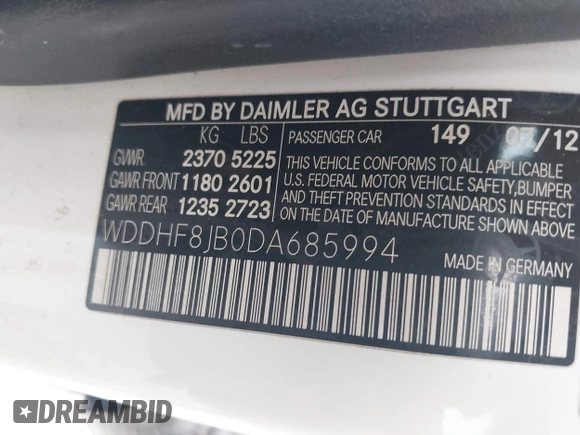 MFD BY DAIMLER AG STUTTGART
KG LBS PASSENGER CAR 149 07/12
GVWR 2370 5225
GAWR FRONT 1180 2601
GAWR REAR 1235 2723
THIS VEHICLE CONFORMS TO ALL APPLICABLE
U.S. FEDERAL MOTOR VEHICLE SAFETY, BUMPER
AND THEFT PREVENTION STANDARDS IN EFFECT
ON THE DATE OF MANUFACTURE SHOWN ABOVE
WDDHF8JB0DA685994
MADE IN GERMANY
DREAMBID